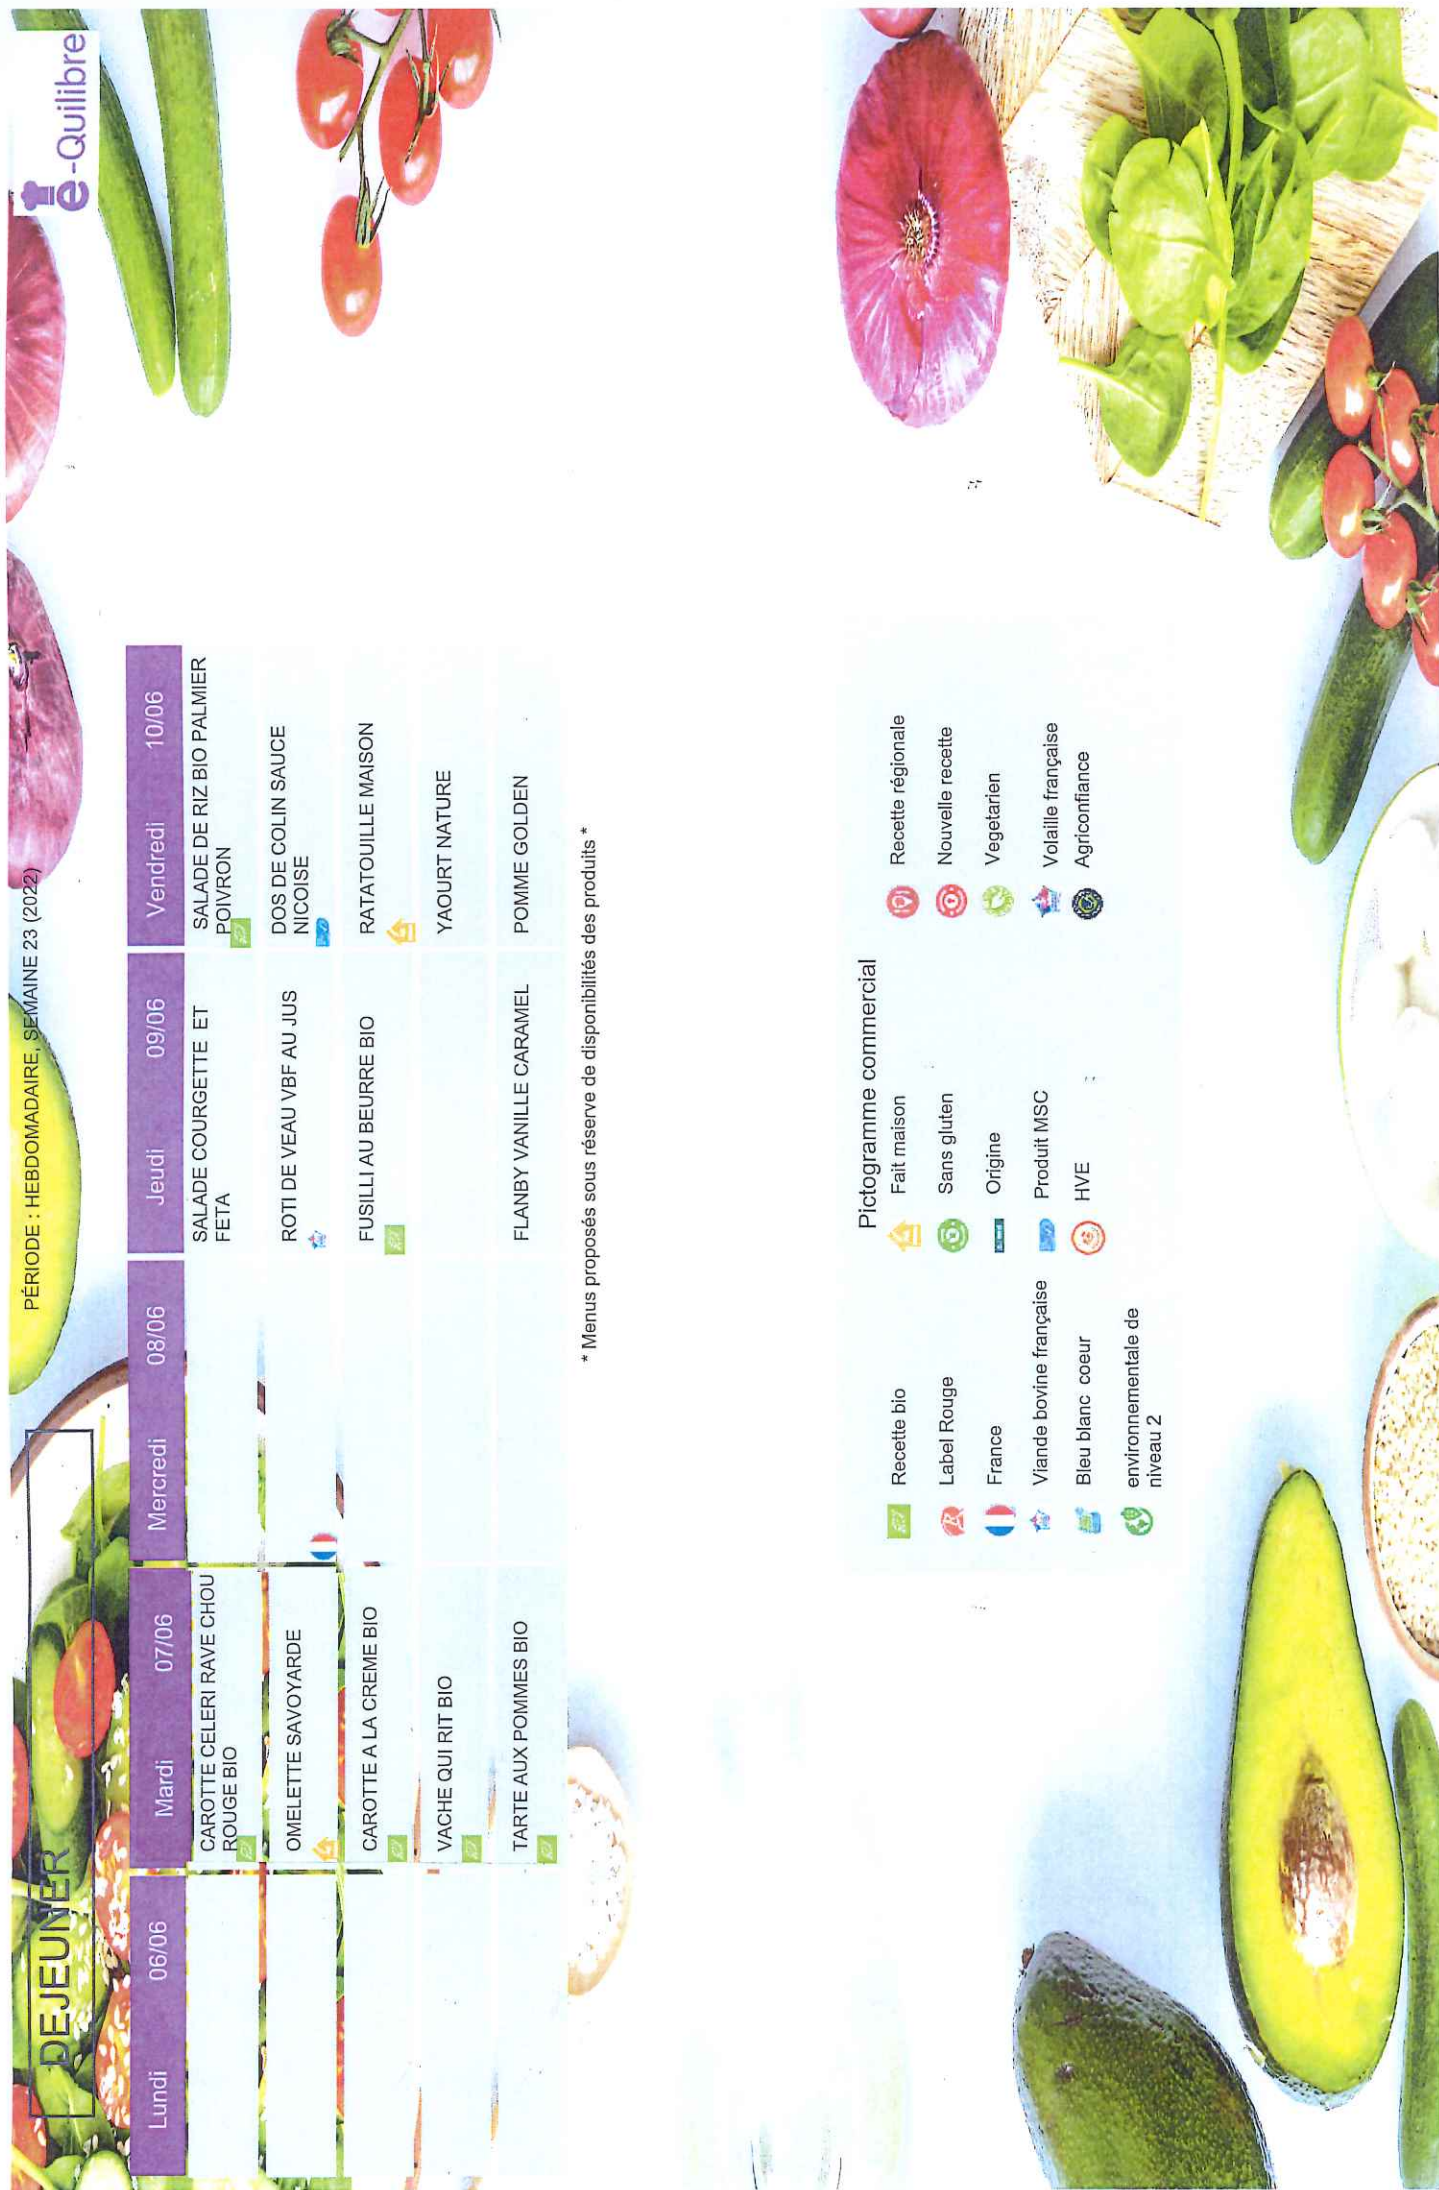 DEJEUNER
PÉRIODE : HEBDOMADAIRE, SEMAINE 23 (2022)
e-Quilibre
Lundi 06/06
Mardi 07/06
Mercredi 08/06
Jeudi 09/06
Vendredi 10/06
CAROTTE CELERI RAVE CHOU
ROUGE BIO
SALADE COURGETTE ET
FETA
SALADE DE RIZ BIO PALMIER
POIVRON
OMELETTE SAVOYARDE
ROTI DE VEAU VBF AU JUS
DOS DE COLIN SAUCE
NICOISE
CAROTTE A LA CREME BIO
FUSILLI AU BEURRE BIO
RATATOUILLE MAISON
VACHE QUI RIT BIO
YAOURT NATURE
TARTE AUX POMMES BIO
FLANBY VANILLE CARAMEL
POMME GOLDEN
* Menus proposés sous réserve de disponibilités des produits *
Pictogramme commercial
Recette bio
Fait maison
Recette régionale
Label Rouge
Sans gluten
Nouvelle recette
France
Origine
Vegetarien
Viande bovine française
Produit MSC
Volaille française
Bleu blanc coeur
HVE
Agriconfiance
environnementale de
niveau 2